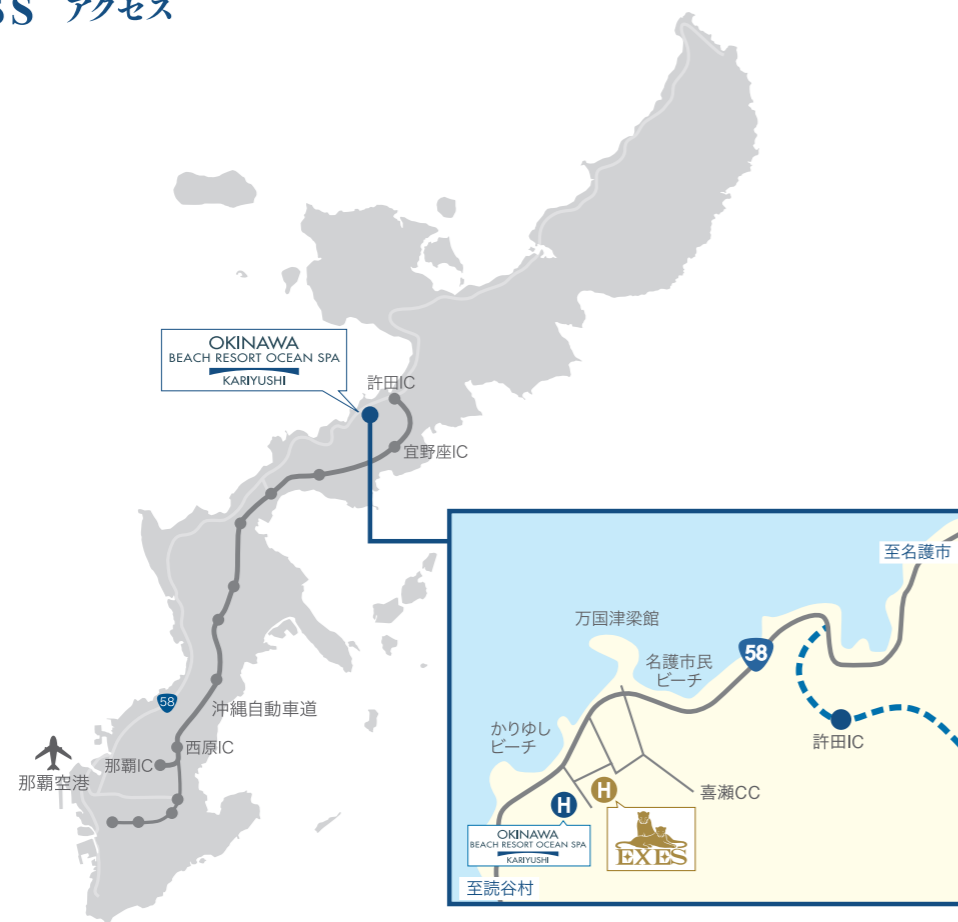 アクセス
OKINAWA
BEACH RESORT OCEAN SPA
KARIYUSHI
許田IC
宜野座IC
58
沖縄自動車道
西原IC
那覇IC
那覇空港
至名護市
万国津梁館
58
名護市民
ビーチ
かりゆし
ビーチ
許田IC
喜瀬CC
H
H
OKINAWA
BEACH RESORT OCEAN SPA
KARIYUSHI
EXES
至読谷村